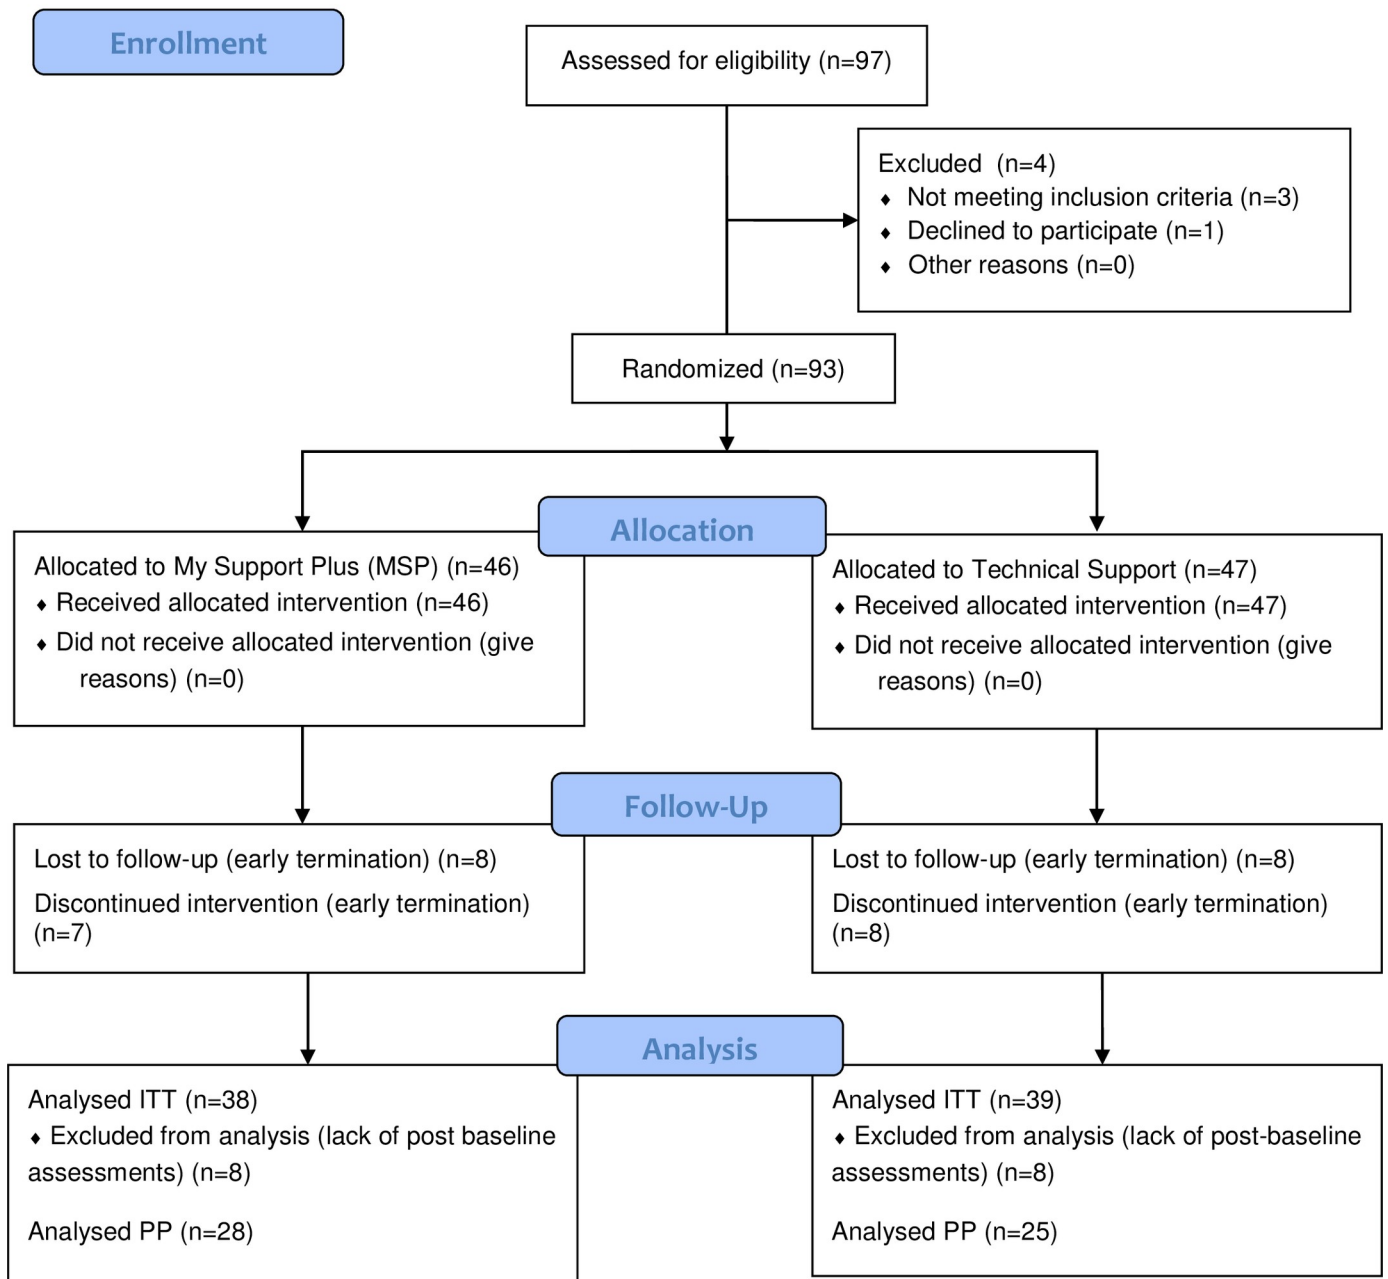 Enrollment
Assessed for eligibility (n=97)
Excluded (n=4)
♦ Not meeting inclusion criteria (n=3)
♦ Declined to participate (n=1)
♦ Other reasons (n=0)
Randomized (n=93)
Allocation
Allocated to My Support Plus (MSP) (n=46)
♦ Received allocated intervention (n=46)
♦ Did not receive allocated intervention (give
reasons) (n=0)
Allocated to Technical Support (n=47)
♦ Received allocated intervention (n=47)
♦ Did not receive allocated intervention (give
reasons) (n=0)
Follow-Up
Lost to follow-up (early termination) (n=8)
Discontinued intervention (early termination)
(n=7)
Lost to follow-up (early termination) (n=8)
Discontinued intervention (early termination)
(n=8)
Analysis
Analysed ITT (n=38)
♦ Excluded from analysis (lack of post baseline
assessments) (n=8)
Analysed PP (n=28)
Analysed ITT (n=39)
♦ Excluded from analysis (lack of post-baseline
assessments) (n=8)
Analysed PP (n=25)